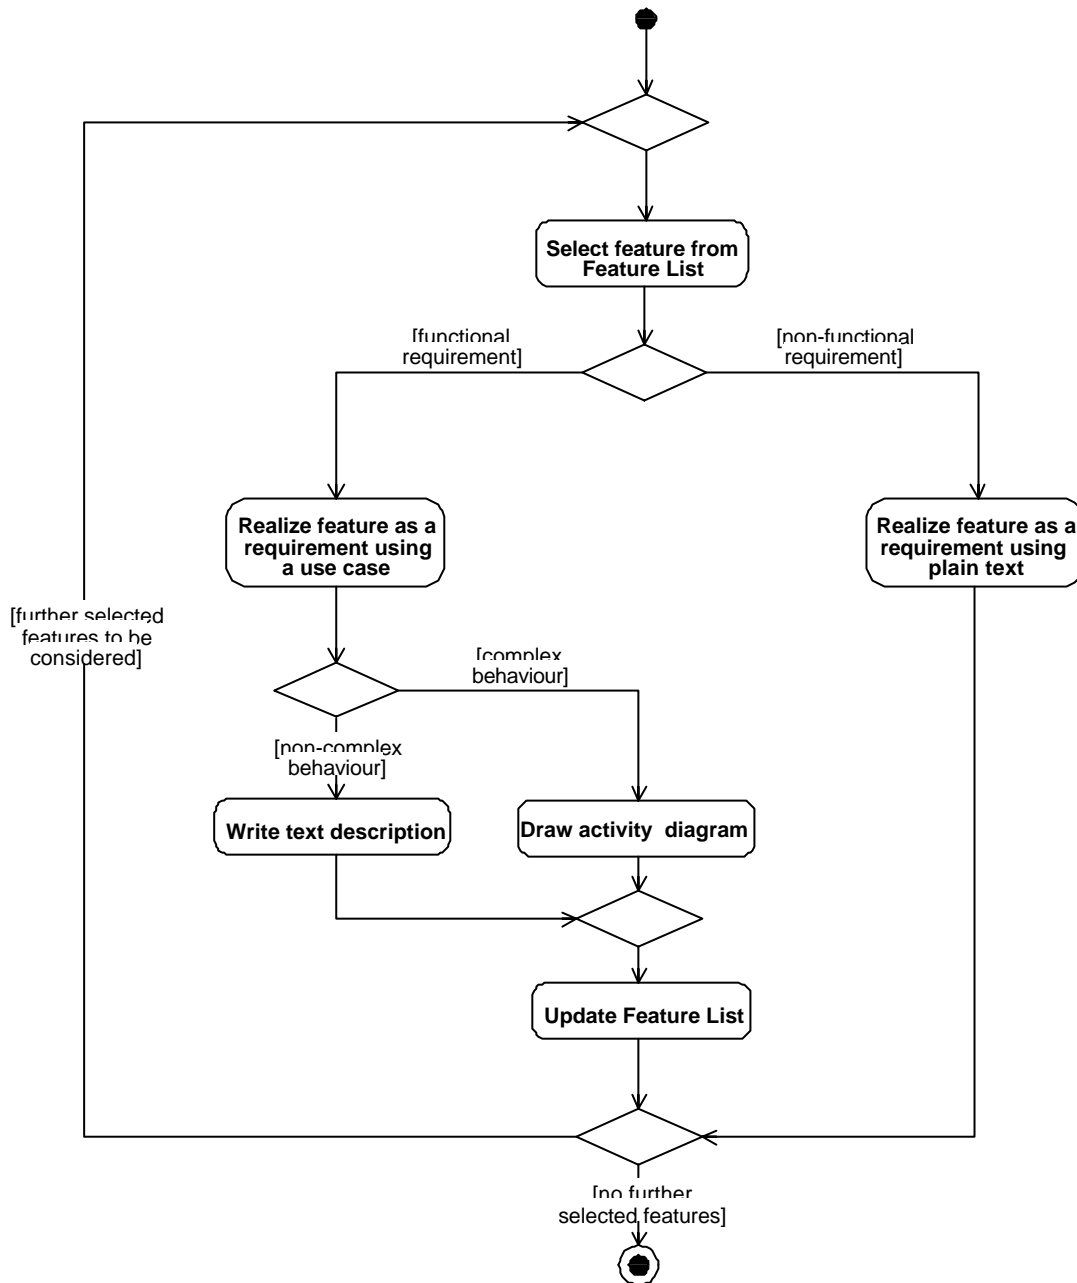 Select feature from
Feature List
[functional
requirement]
[non-functional
requirement]
Realize feature as a
requirement using
a use case
Realize feature as a
requirement using
plain text
[further selected
features to be
considered]
[complex
behaviour]
[non-complex
behaviour]
Write text description
Draw activity diagram
Update Feature List
[no further
selected features]